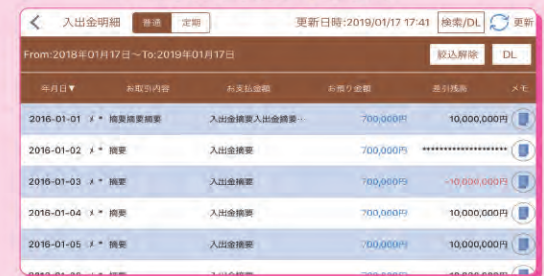 入出金明細 普通 定期 更新日時:2019/01/17 17:41 検索/DL 更新
From:2018年01月17日～To:2019年01月17日 絞込解除 DL
年月日▼ お取引内容 お支払金額 お預り金額 差引残高 メモ
2016-01-01 メ * 摘要摘要摘要 入出金摘要入出金摘要… 700,000円 10,000,000円
2016-01-02 メ * 摘要 入出金摘要 700,000円 ********************
2016-01-03 メ * 摘要 入出金摘要 700,000円 -10,000,000円
2016-01-04 メ * 摘要 入出金摘要 700,000円 10,000,000円
2016-01-05 メ * 摘要 入出金摘要 700,000円 10,000,000円